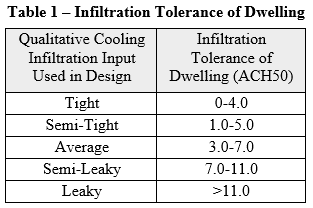 Table 1 – Infiltration Tolerance of Dwelling
Qualitative Cooling Infiltration Input Used in Design
Infiltration Tolerance of Dwelling (ACH50)
Tight 0-4.0
Semi-Tight 1.0-5.0
Average 3.0-7.0
Semi-Leaky 7.0-11.0
Leaky >11.0